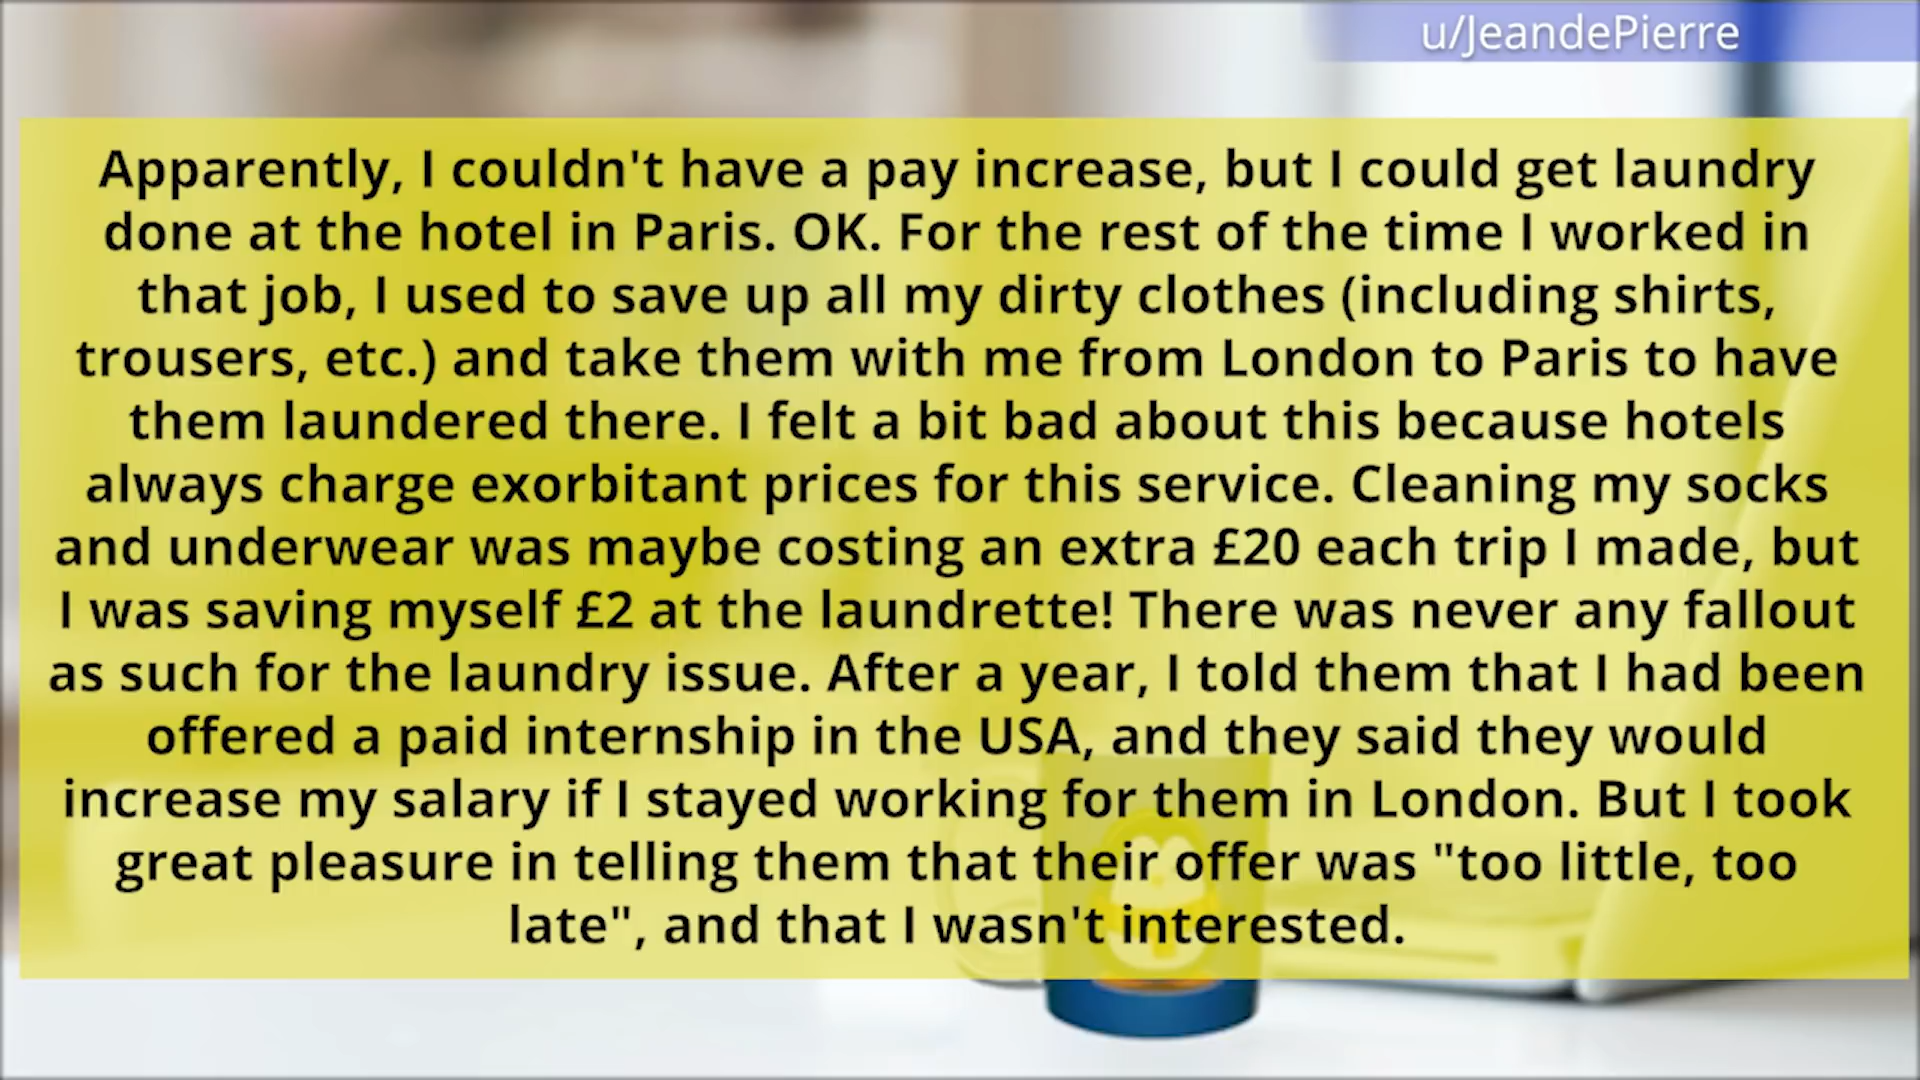 u/JeandePierre
Apparently, I couldn't have a pay increase, but I could get laundry
done at the hotel in Paris. OK. For the rest of the time I worked in
that job, I used to save up all my dirty clothes (including shirts,
trousers, etc.) and take them with me from London to Paris to have
them laundered there. I felt a bit bad about this because hotels
always charge exorbitant prices for this service. Cleaning my socks
and underwear was maybe costing an extra £20 each trip I made, but
I was saving myself £2 at the laundrette! There was never any fallout
as such for the laundry issue. After a year, I told them that I had been
offered a paid internship in the USA, and they said they would
increase my salary if I stayed working for them in London. But I took
great pleasure in telling them that their offer was "too little, too
late", and that I wasn't interested.